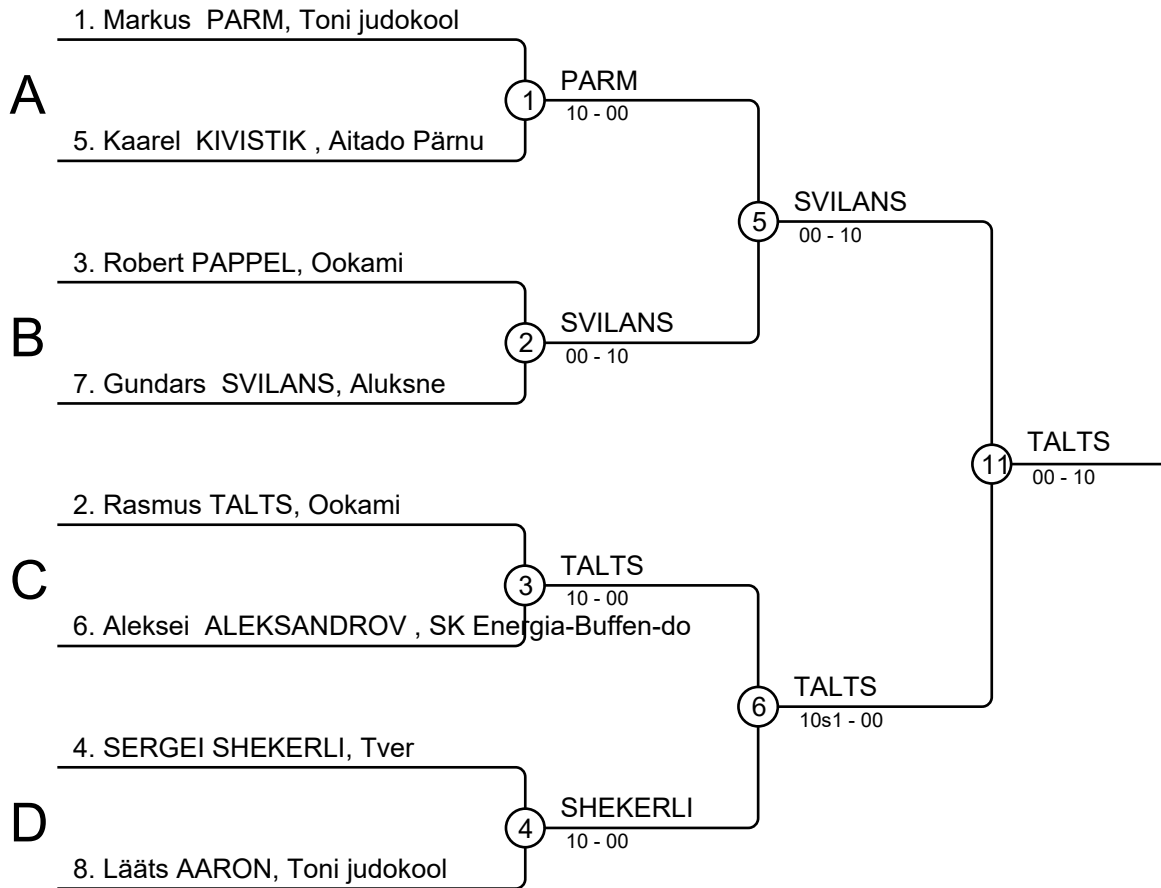 1. Markus  PARM, Toni judokool
A
1
PARM
10 - 00
5. Kaarel  KIVISTIK , Aitado Pärnu
5
SVILANS
00 - 10
3. Robert PAPPEL, Ookami
B
2
SVILANS
00 - 10
7. Gundars  SVILANS, Aluksne
11
TALTS
00 - 10
2. Rasmus TALTS, Ookami
C
3
TALTS
10 - 00
6. Aleksei  ALEKSANDROV , SK Energia-Buffen-do
6
TALTS
10s1 - 00
4. SERGEI SHEKERLI, Tver
D
4
SHEKERLI
10 - 00
8. Lääts AARON, Toni judokool